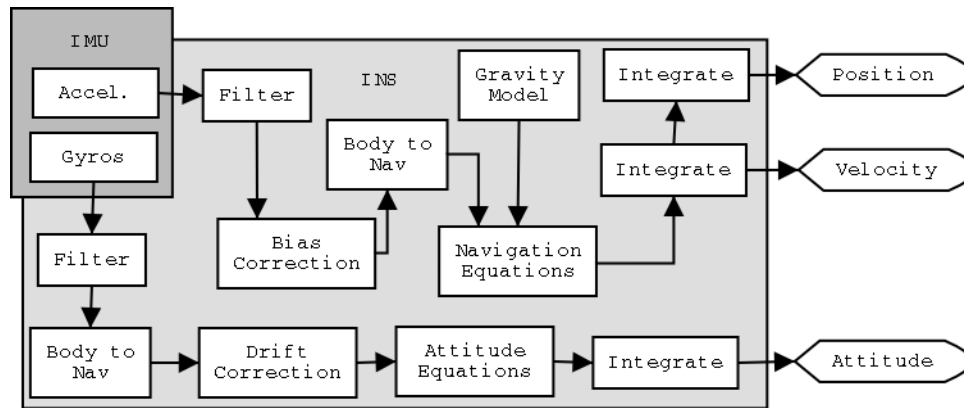 IMU
INS
Accel.
Filter
Gravity
Model
Integrate
Position
Gyros
Body to
Nav
Integrate
Velocity
Filter
Bias
Correction
Navigation
Equations
Body to
Nav
Drift
Correction
Attitude
Equations
Integrate
Attitude